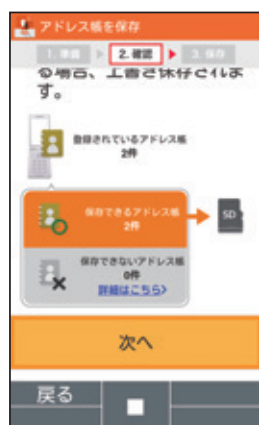 アドレス帳を保存
1. 準備 2. 確認 3. 保存
る場合、上書き保存されま
す。
登録されているアドレス帳
2件
保存できるアドレス帳
2件
SD
保存できないアドレス帳
0件
詳細はこちら>
次へ
戻る